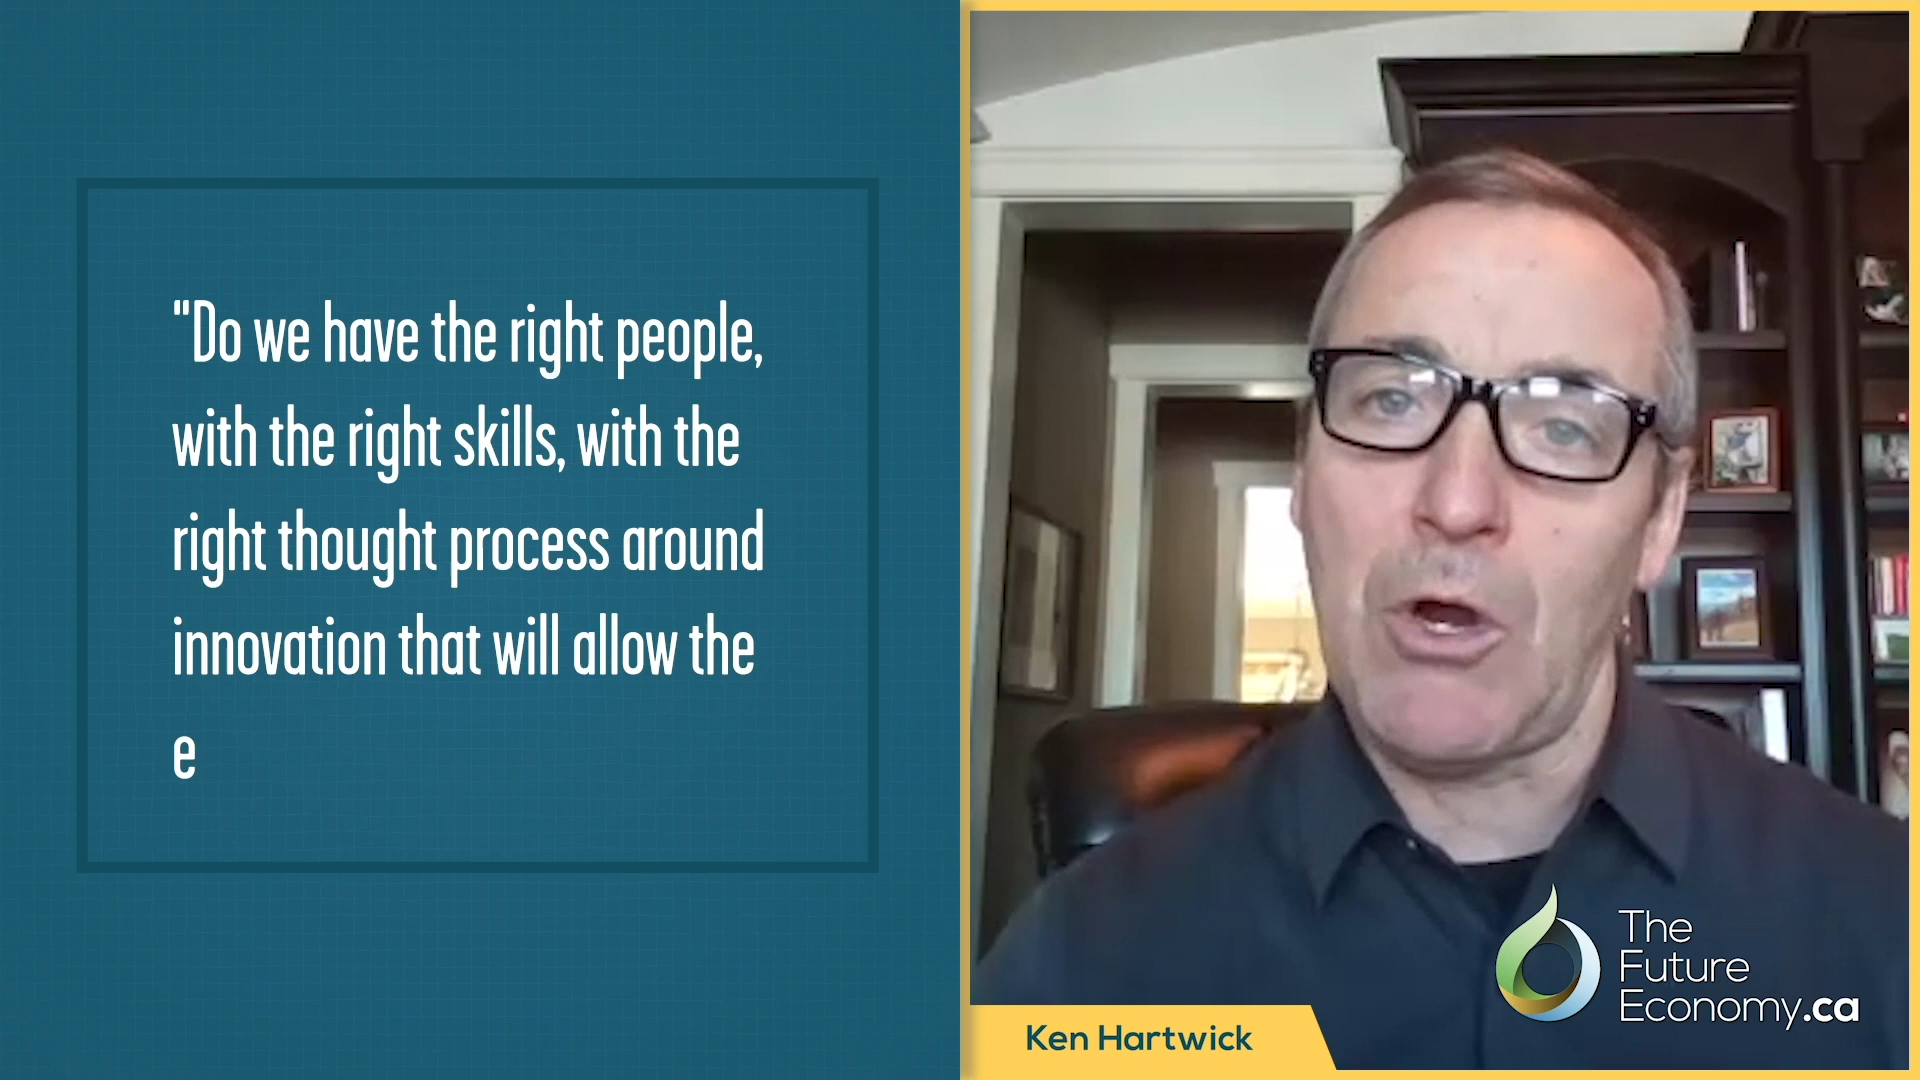 "Do we have the right people,
with the right skills, with the
right thought process around
innovation that will allow the
e
Ken Hartwick
The
Future
Economy.ca